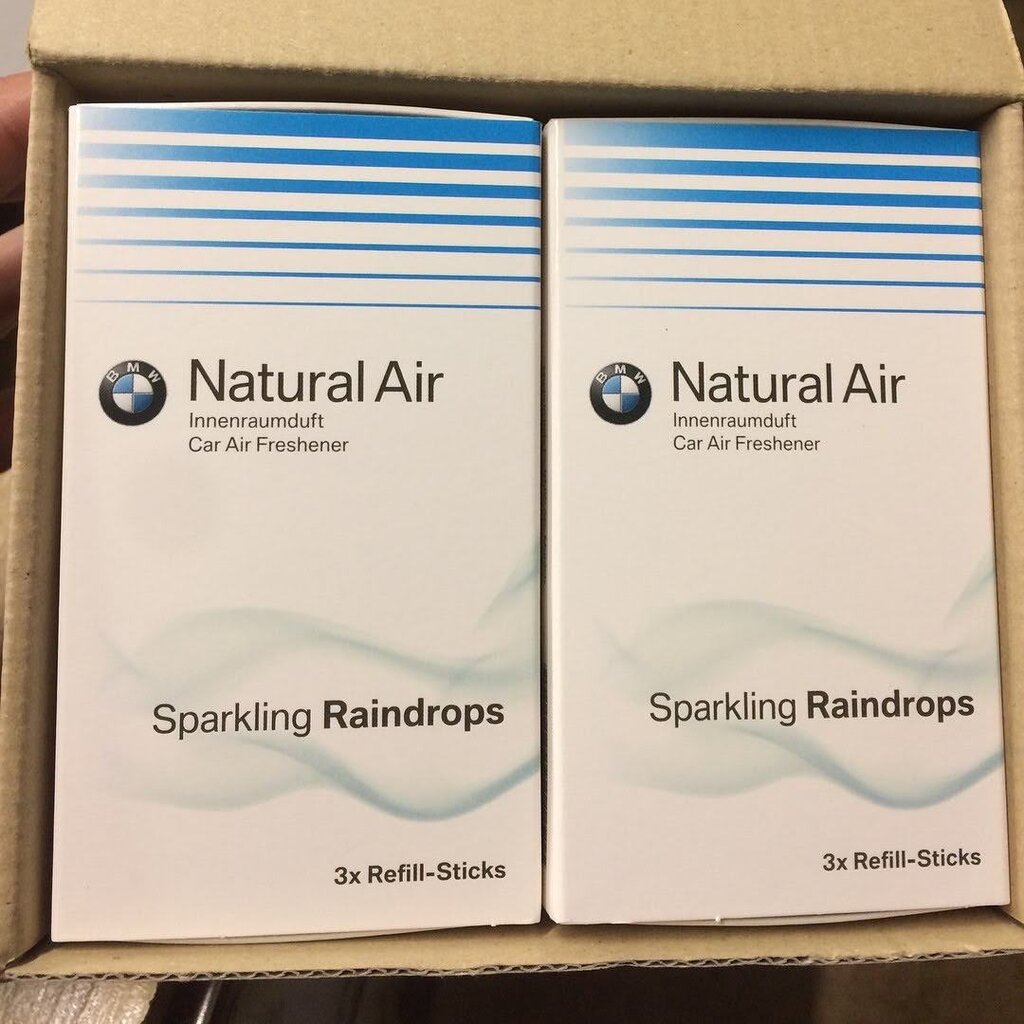 BMW
Natural Air
Innenraumduft
Car Air Freshener
Sparkling Raindrops
3x Refill-Sticks
BMW
Natural Air
Innenraumduft
Car Air Freshener
Sparkling Raindrops
3x Refill-Sticks